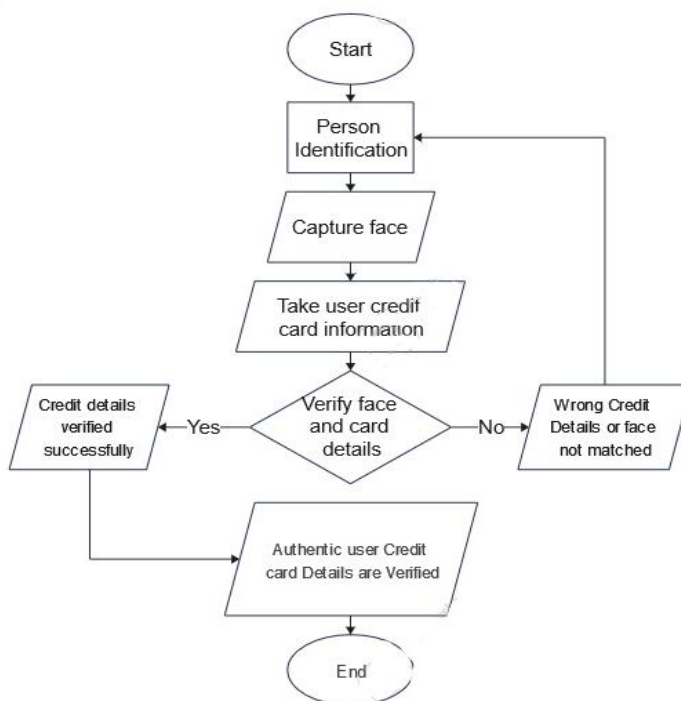 Start
Person
Identification
Capture face
Take user credit
card information
Verify face
and card
details
Yes
No
Credit details
verified
successfully
Wrong Credit
Details or face
not matched
Authentic user Credit
card Details are Verified
End